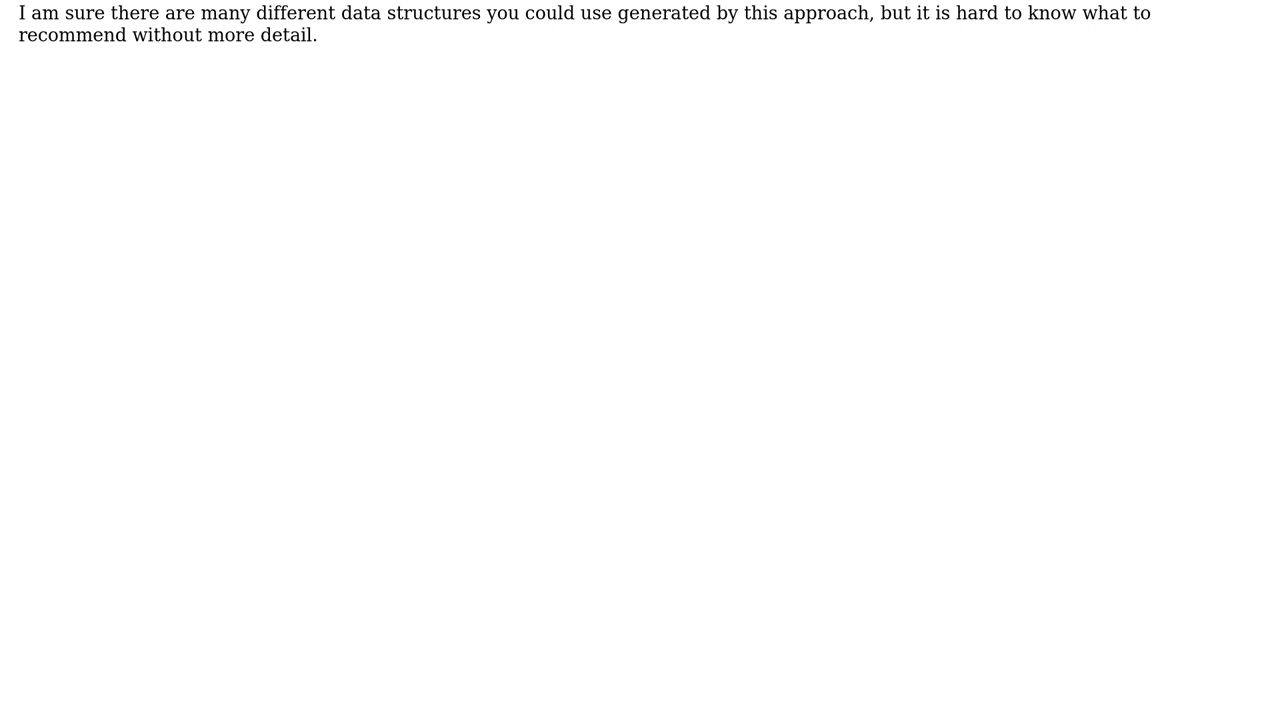 I am sure there are many different data structures you could use generated by this approach, but it is hard to know what to
recommend without more detail.